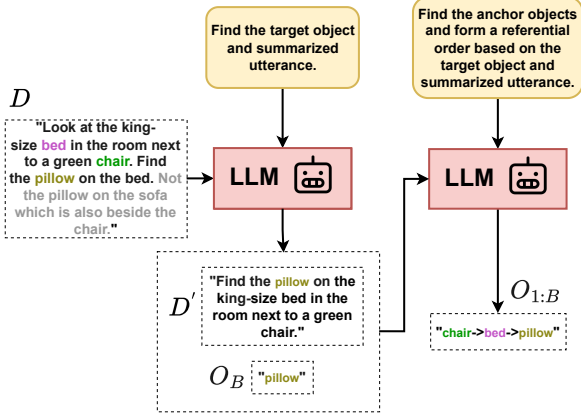 Find the target object
and summarized
utterance.
Find the anchor objects
and form a referential
order based on the
target object and
summarized utterance.
D
"Look at the king-
size bed in the room next
to a green chair. Find
the pillow on the bed. Not
the pillow on the sofa
which is also beside the
chair."
LLM
LLM
D'
"Find the pillow on the
king-size bed in the
room next to a green
chair."
O_B
"pillow"
O_{1:B}
"chair->bed->pillow"